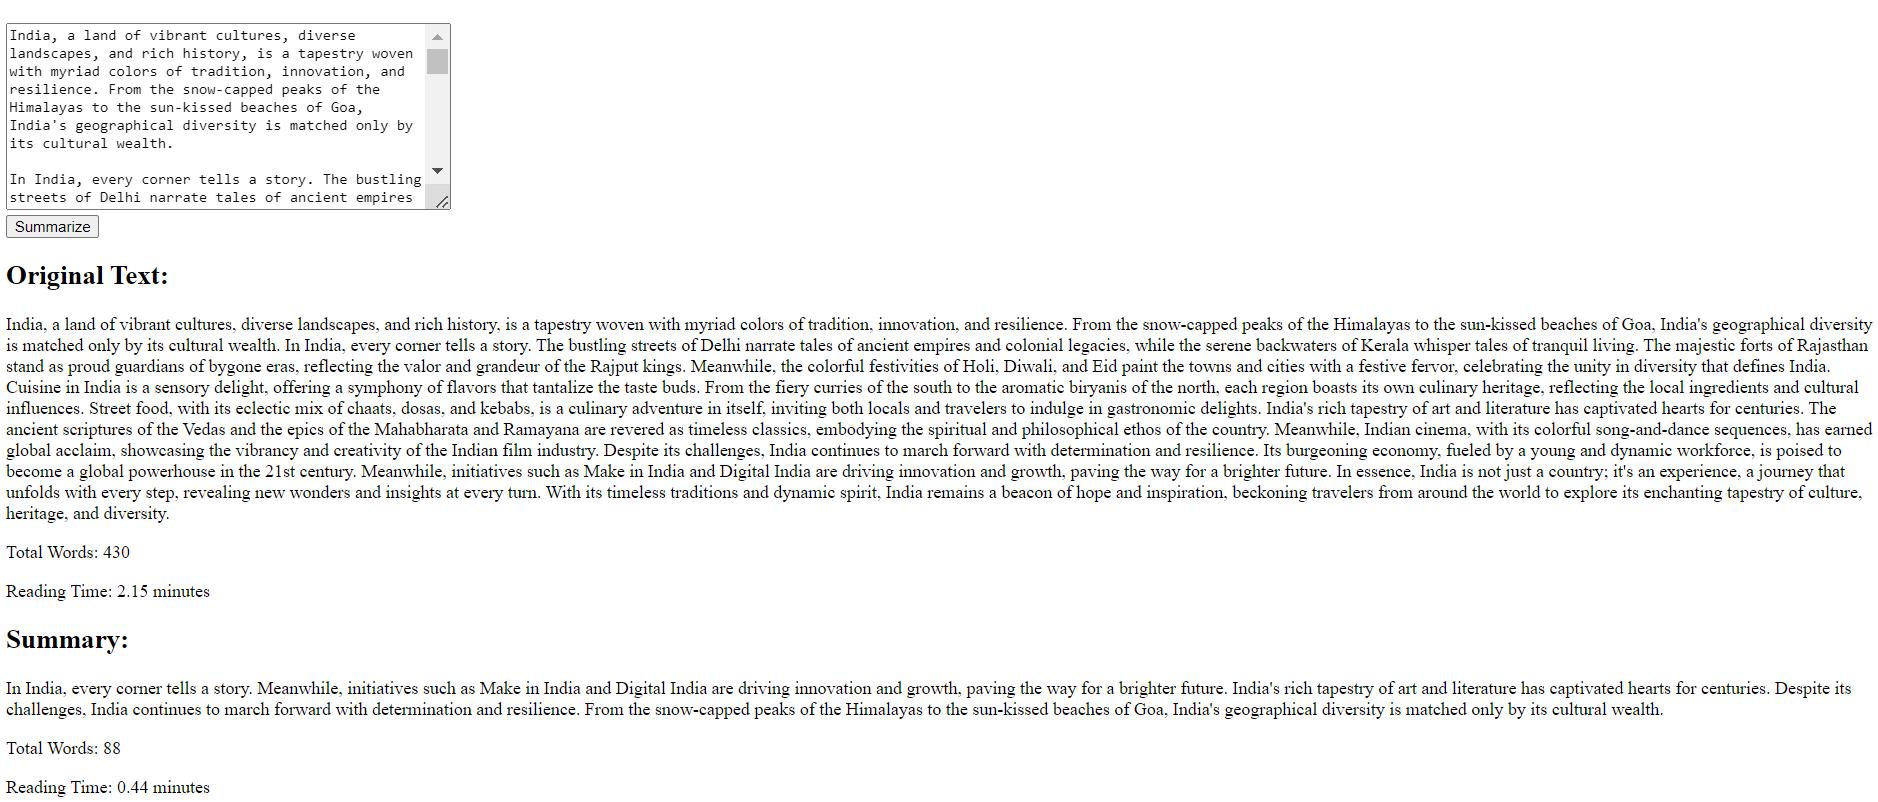 India, a land of vibrant cultures, diverse
landscapes, and rich history, is a tapestry woven
with myriad colors of tradition, innovation, and
resilience. From the snow-capped peaks of the
Himalayas to the sun-kissed beaches of Goa,
India's geographical diversity is matched only by
its cultural wealth.
In India, every corner tells a story. The bustling
streets of Delhi narrate tales of ancient empires
Summarize
Original Text:
India, a land of vibrant cultures, diverse landscapes, and rich history, is a tapestry woven with myriad colors of tradition, innovation, and resilience. From the snow-capped peaks of the Himalayas to the sun-kissed beaches of Goa, India's geographical diversity
is matched only by its cultural wealth. In India, every corner tells a story. The bustling streets of Delhi narrate tales of ancient empires and colonial legacies, while the serene backwaters of Kerala whisper tales of tranquil living. The majestic forts of Rajasthan
stand as proud guardians of bygone eras, reflecting the valor and grandeur of the Rajput kings. Meanwhile, the colorful festivities of Holi, Diwali, and Eid paint the towns and cities with a festive fervor, celebrating the unity in diversity that defines India.
Cuisine in India is a sensory delight, offering a symphony of flavors that tantalize the taste buds. From the fiery curries of the south to the aromatic biryanis of the north, each region boasts its own culinary heritage, reflecting the local ingredients and cultural
influences. Street food, with its eclectic mix of chaats, dosas, and kebabs, is a culinary adventure in itself, inviting both locals and travelers to indulge in gastronomic delights. India's rich tapestry of art and literature has captivated hearts for centuries. The
ancient scriptures of the Vedas and the epics of the Mahabharata and Ramayana are revered as timeless classics, embodying the spiritual and philosophical ethos of the country. Meanwhile, Indian cinema, with its colorful song-and-dance sequences, has earned
global acclaim, showcasing the vibrancy and creativity of the Indian film industry. Despite its challenges, India continues to march forward with determination and resilience. Its burgeoning economy, fueled by a young and dynamic workforce, is poised to
become a global powerhouse in the 21st century. Meanwhile, initiatives such as Make in India and Digital India are driving innovation and growth, paving the way for a brighter future. In essence, India is not just a country; it's an experience, a journey that
unfolds with every step, revealing new wonders and insights at every turn. With its timeless traditions and dynamic spirit, India remains a beacon of hope and inspiration, beckoning travelers from around the world to explore its enchanting tapestry of culture,
heritage, and diversity.
Total Words: 430
Reading Time: 2.15 minutes
Summary:
In India, every corner tells a story. Meanwhile, initiatives such as Make in India and Digital India are driving innovation and growth, paving the way for a brighter future. India's rich tapestry of art and literature has captivated hearts for centuries. Despite its
challenges, India continues to march forward with determination and resilience. From the snow-capped peaks of the Himalayas to the sun-kissed beaches of Goa, India's geographical diversity is matched only by its cultural wealth.
Total Words: 88
Reading Time: 0.44 minutes